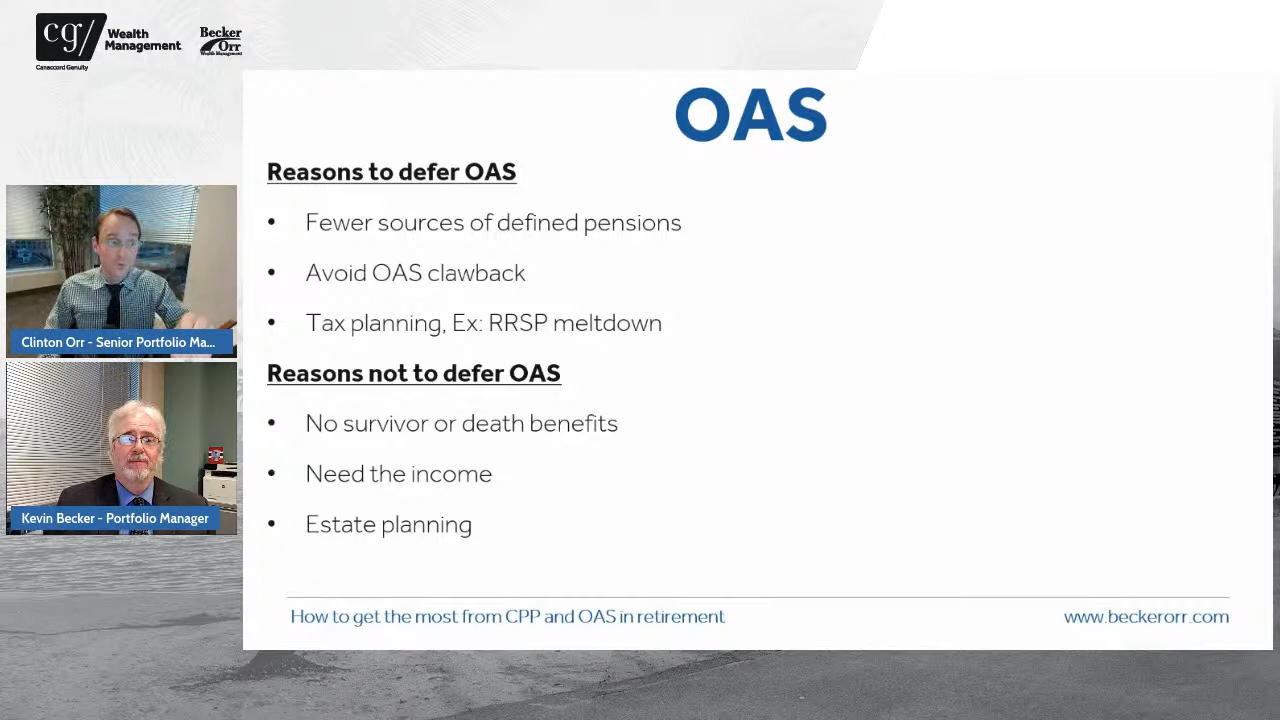 cg/ Wealth
Management
Canaccord Genuity
Becker
Orr
Wealth Management
OAS
Reasons to defer OAS
• Fewer sources of defined pensions
• Avoid OAS clawback
• Tax planning, Ex: RRSP meltdown
Reasons not to defer OAS
• No survivor or death benefits
• Need the income
• Estate planning
How to get the most from CPP and OAS in retirement
www.beckerorr.com
Clinton Orr - Senior Portfolio Ma...
Kevin Becker - Portfolio Manager